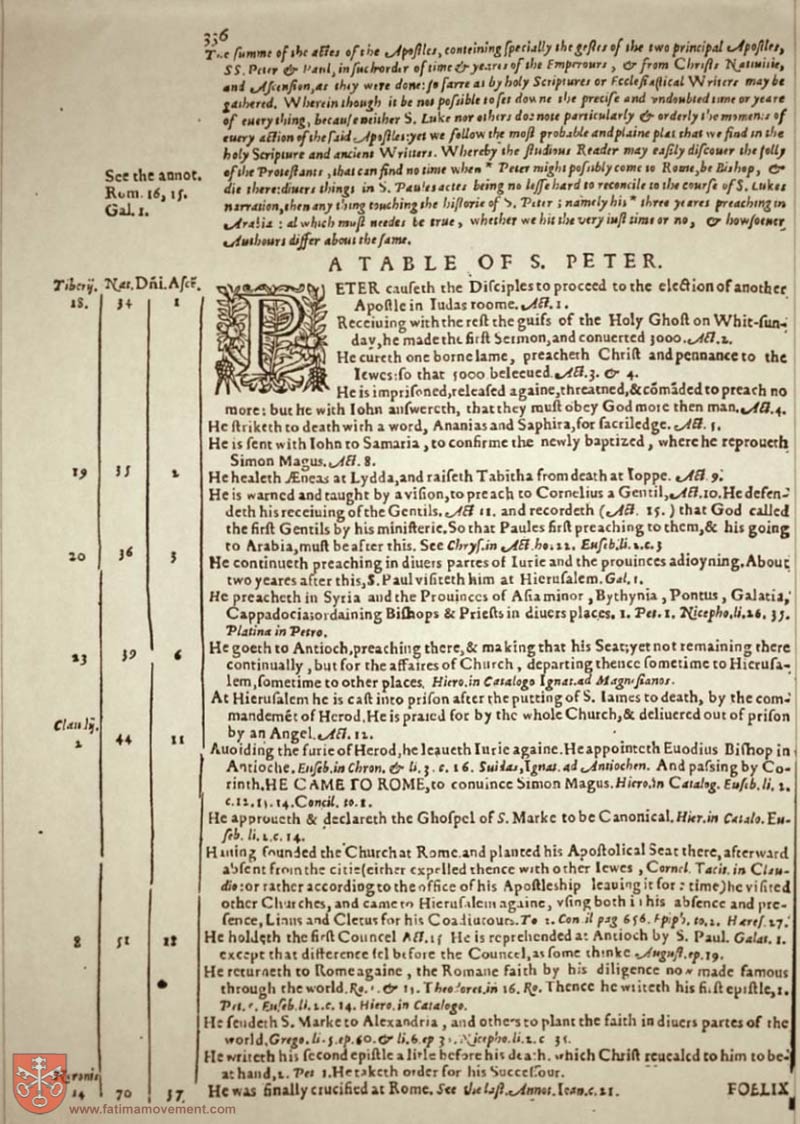 336
The summe of the actes of the Apostles, conteining specially the gestes of the two principal Apostles,
SS. Peter & Paul, in such order of time & yeares of the Emperours, & from Christs Natiuitie,
and Ascension, as they were done: so farre as by holy Scriptures or Ecclesiastical Writers may be
gathered. Wherein though it be not possible to set downe the precise and vndoubted time or yeare
of euery thing, because neither S. Luke nor others doe note particularly & orderly the moments of
euery action of the said Apostles: yet we follow the most probable and plaine plat that we find in the
holy Scripture and ancient Writters. Whereby the studious Reader may easily discouer the folly
of the Protestants, that can find no time when * Peter might possibly come to Rome, be Bishop, &
See the annot.
Rom. 16, 15.
Gal. 1.
die there: diuers things in S. Paules actes being no lesse hard to reconcile to the course of S. Lukes
narration, then any thing touching the historie of S. Peter; namely his * three yeares preaching in
Arabia: al which must needes be true, whether we hit the very iust time or no, & howsoeuer
Authours differ about the same.
A TABLE OF S. PETER.
Tiberij. Nat. Dñi. Asce.
18. 34 1
PETER causeth the Disciples to proceed to the election of another
Apostle in Iudas roome. Act. 1.
Receiuing with the rest the guifs of the Holy Ghost on Whit-sun-
day, he made the first Sermon, and conuerted 3000. Act. 2.
He cureth one borne lame, preacheth Christ and pennance to the
Iewes: so that 5000 beleeued. Act. 3. & 4.
He is imprisoned, released againe, threatned, & cōmāded to preach no
more: but he with Iohn answereth, that they must obey God more then man. Act. 4.
He striketh to death with a word, Ananias and Saphira, for sacriledge. Act. 5.
He is sent with Iohn to Samaria, to confirme the newly baptized, where he reproueth
Simon Magus. Act. 8.
19 35 2
He healeth Æneas at Lydda, and raiseth Tabitha from death at Ioppe. Act. 9.
He is warned and taught by a vision, to preach to Cornelius a Gentil, Act. 10. He defen-
deth his receiuing of the Gentils. Act. 11. and recordeth (Act. 15.) that God called
the first Gentils by his ministerie. So that Paules first preaching to them, & his going
to Arabia, must be after this. See Chrys. in Act. ho. 22. Euseb. li. 2. c. 3
20 36 3
He continueth preaching in diuers partes of Iurie and the prouinces adioyning. About
two yeares after this, S. Paul visiteth him at Hierusalem. Gal. 1.
He preacheth in Syria and the Prouinces of Asia minor, Bythynia, Pontus, Galatia,
Cappadocia: ordaining Bishops & Priests in diuers places. 1. Pet. 1. Nicepho. li. 26. 35.
Platina in Petro.
23 39 6
He goeth to Antioch, preaching there, & making that his Seat; yet not remaining there
continually, but for the affaires of Church, departing thence sometime to Hierusa-
lem, sometime to other places. Hiero. in Catalogo Ignat. ad Magnesianos.
At Hierusalem he is cast into prison after the putting of S. Iames to death, by the com-
mandemēt of Herod. He is praied for by the whole Church, & deliuered out of prison
by an Angel. Act. 12.
Claudij.
2 44 11
Auoiding the furie of Herod, he leaueth Iurie againe. He appointeth Euodius Bishop in
Antioche. Euseb. in Chron. & li. 3. c. 16. Suidas, Ignat. ad Antiochen. And passing by Co-
rinth, HE CAME TO ROME, to conuince Simon Magus. Hiero. in Catalog. Euseb. li. 2.
c. 12. 13. 14. Concil. to. 1.
He approueth & declareth the Ghospel of S. Marke to be Canonical. Hier. in Catalo. Eu-
seb. li. 2. c. 14.
Hauing founded the Church at Rome. and planted his Apostolical Seat there, afterward
absent from the citie (either expelled thence with other Iewes, Cornel. Tacit. in Clau-
dio: or rather according to the office of his Apostleship leauing it for a time) he visited
other Churches, and came to Hierusalem againe, vsing both in his absence and pre-
sence, Linus and Cletus for his Coadiutours. To. 1. Concil pag 656. Epiph. to. 2. Hæres. 27.
8 51 18
He holdeth the first Councel Act. 15 He is reprehended at Antioch by S. Paul. Galat. 2.
except that difference fel before the Councel, as some thinke August. ep. 19.
He returneth to Rome againe, the Romane faith by his diligence now made famous
through the world. Ro. 1. & 15. Theodoret. in 16. Ro. Thence he writeth his first epistle, 1.
Pet. 5. Euseb. li. 2. c. 14. Hiero. in Catalogo.
He sendeth S. Marke to Alexandria, and others to plant the faith in diuers partes of the
world. Grego. li. 5. ep. 60. & li. 6. ep 37. Nicepho. li. 2. c 35.
He writeth his second epistle a litle before his death. which Christ reuealed to him to be
at hand, 2. Pet 1. He taketh order for his Successour.
Neronis
14 70 37.
He was finally crucified at Rome. See the last. Annot. Ioan. c. 21.
FOELIX
www.fatimamovement.com